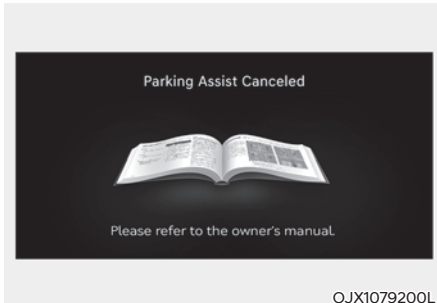 Parking Assist Canceled
Please refer to the owner's manual.
OJX1079200L